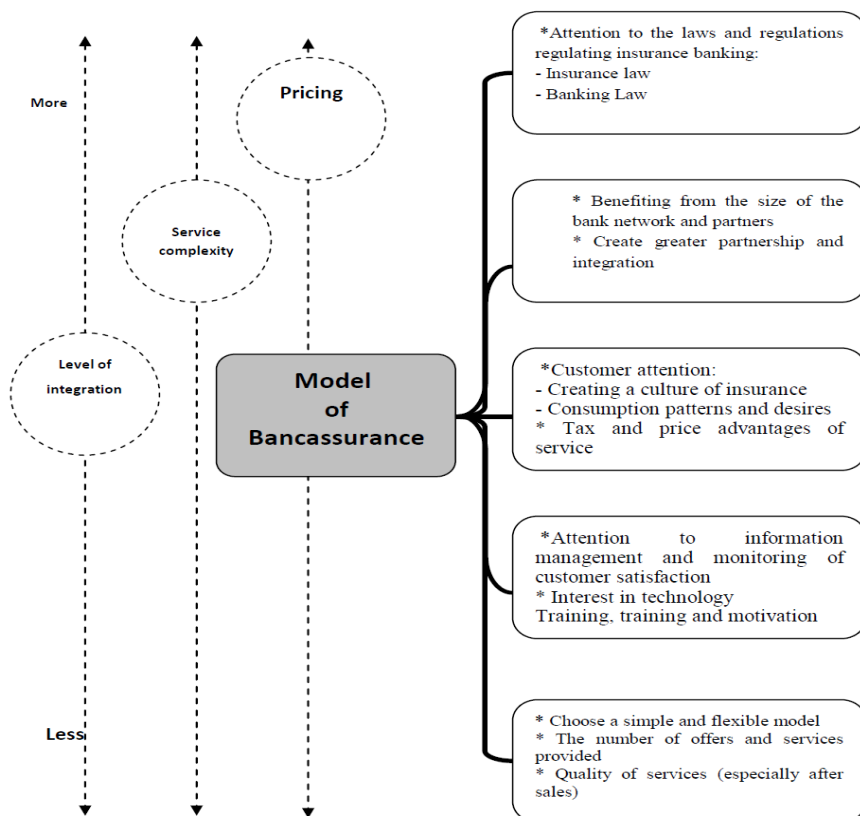 More
Less
Level of
integration
Service
complexity
Pricing
Model
of
Bancassurance
*Attention to the laws and regulations
regulating insurance banking:
- Insurance law
- Banking Law
* Benefiting from the size of the
bank network and partners
* Create greater partnership and
integration
*Customer attention:
- Creating a culture of insurance
- Consumption patterns and desires
* Tax and price advantages of
service
*Attention to information
management and monitoring of
customer satisfaction
* Interest in technology
Training, training and motivation
* Choose a simple and flexible model
* The number of offers and services
provided
* Quality of services (especially after
sales)